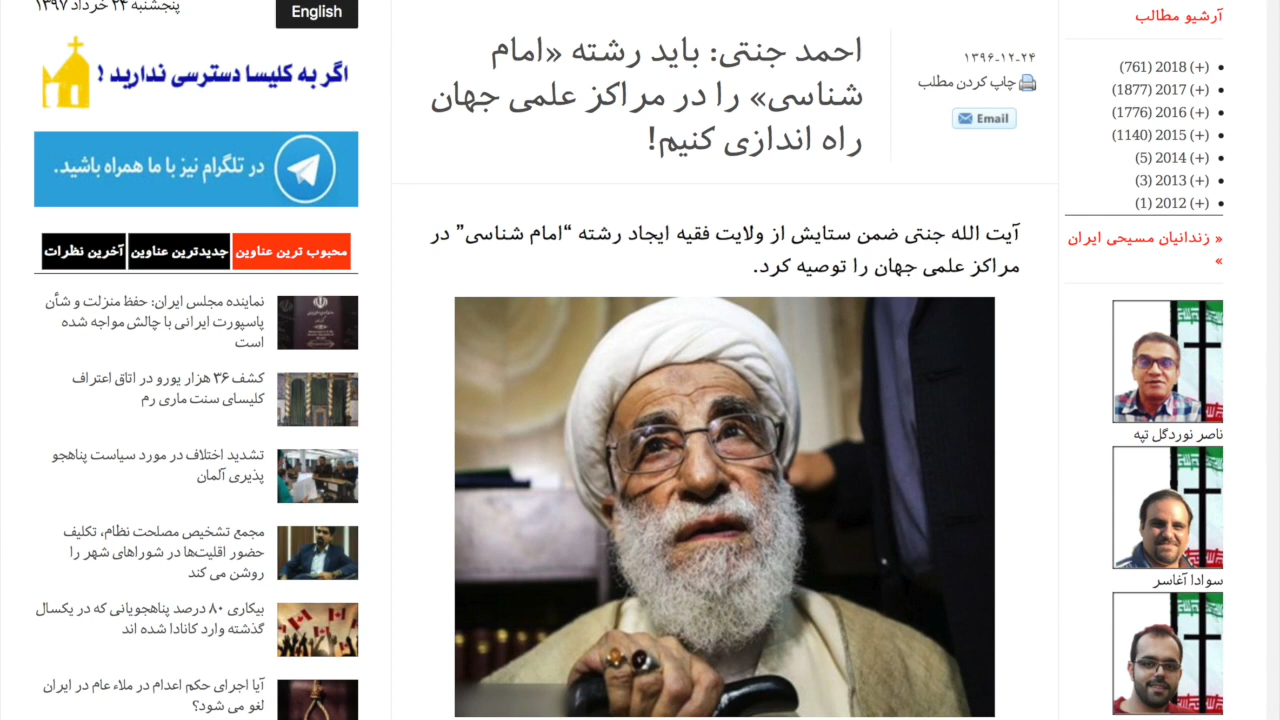 آرشیو مطالب
(+) 2018 (761)
(+) 2017 (1877)
(+) 2016 (1776)
(+) 2015 (1140)
(+) 2014 (5)
(+) 2013 (3)
(+) 2012 (1)
« زندانیان مسیحی ایران
»
ناصر نوردگل تپه
سوادا آغاسر
۱۳۹۶-۱۲-۲۴
چاپ کردن مطلب
Email
احمد جنتی: باید رشته «امام
شناسی» را در مراکز علمی جهان
راه اندازی کنیم!
آیت الله جنتی ضمن ستایش از ولایت فقیه ایجاد رشته “امام شناسی” در
مراکز علمی جهان را توصیه کرد.
پنجشنبه ۲۴ خرداد ۱۳۹۷
English
اگر به کلیسا دسترسی ندارید ؟
در تلگرام نیز با ما همراه باشید.
محبوب ترین عناوین
جدیدترین عناوین
آخرین نظرات
نماینده مجلس ایران: حفظ منزلت و شأن
پاسپورت ایرانی با چالش مواجه شده
است
کشف ۳۶ هزار یورو در اتاق اعتراف
کلیسای سنت ماری رم
تشدید اختلاف در مورد سیاست پناهجو
پذیری آلمان
مجمع تشخیص مصلحت نظام، تکلیف
حضور اقلیت‌ها در شوراهای شهر را
روشن می کند
بیکاری ۸۰ درصد پناهجویانی که در یکسال
گذشته وارد کانادا شده اند
آیا اجرای حکم اعدام در ملاء عام در ایران
لغو می شود؟